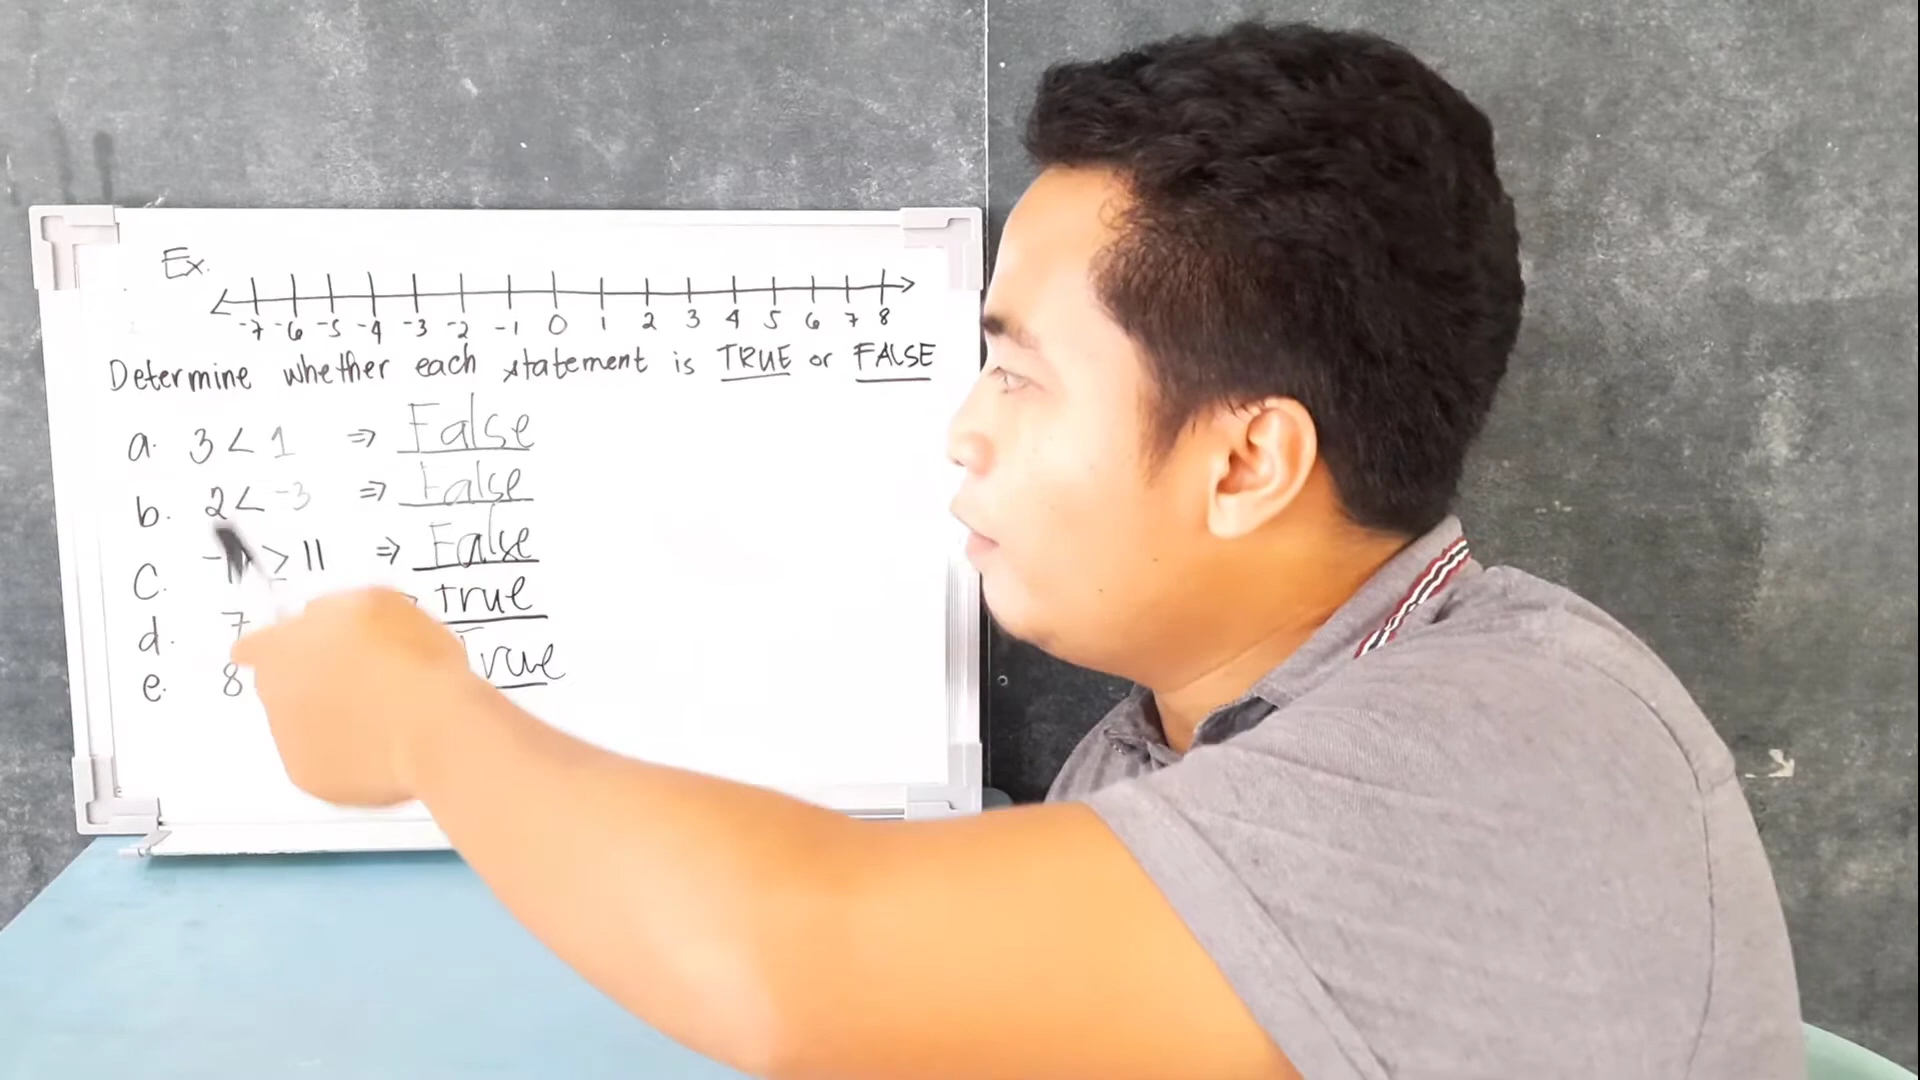 Ex.
-7 -6 -5 -4 -3 -2 -1 0 1 2 3 4 5 6 7 8
Determine whether each statement is TRUE or FALSE
a. 3 < 1 ⇒ False
b. 2 < -3 ⇒ False
c. ≥ 11 ⇒ False
d. 7 true
e. 8 True